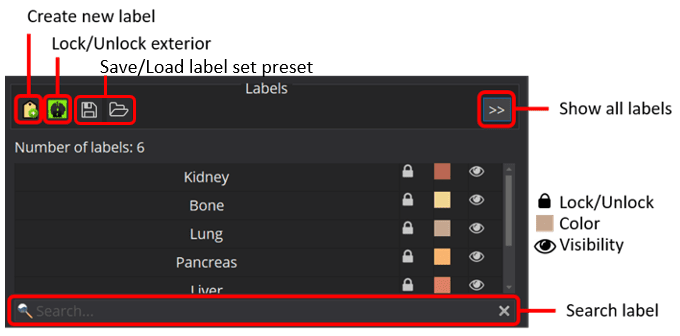 Create new label
Lock/Unlock exterior
Save/Load label set preset
Labels
>>
Show all labels
Number of labels: 6
Kidney
Bone
Lung
Pancreas
Liver
Lock/Unlock
Color
Visibility
Search...
Search label